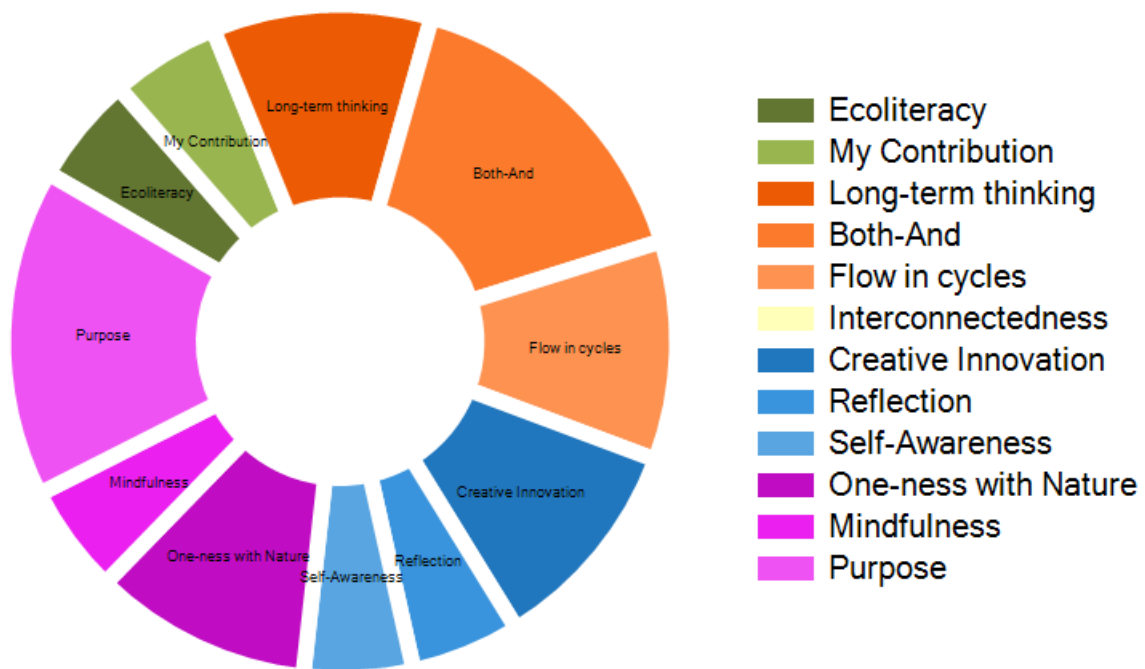 Long-term thinking
My Contribution
Both-And
Ecoliteracy
Purpose
Flow in cycles
Mindfulness
Creative Innovation
One-ness with Nature
Reflection
Self-Awareness
Ecoliteracy
My Contribution
Long-term thinking
Both-And
Flow in cycles
Interconnectedness
Creative Innovation
Reflection
Self-Awareness
One-ness with Nature
Mindfulness
Purpose